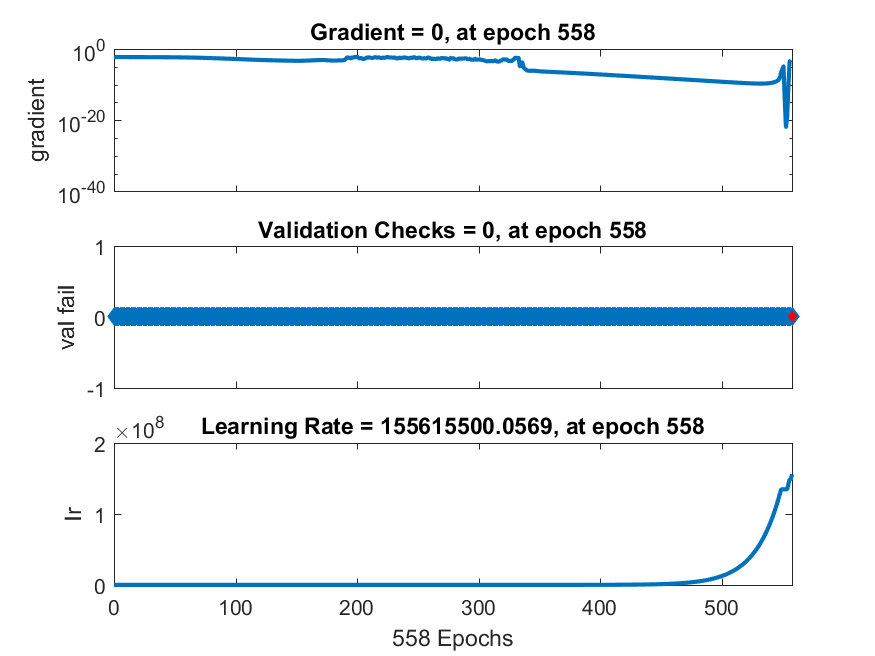 Gradient = 0, at epoch 558
10^0
10^-20
10^-40
gradient
Validation Checks = 0, at epoch 558
1
0
-1
val fail
Learning Rate = 155615500.0569, at epoch 558
×10^8
2
1
0
lr
0 100 200 300 400 500
558 Epochs